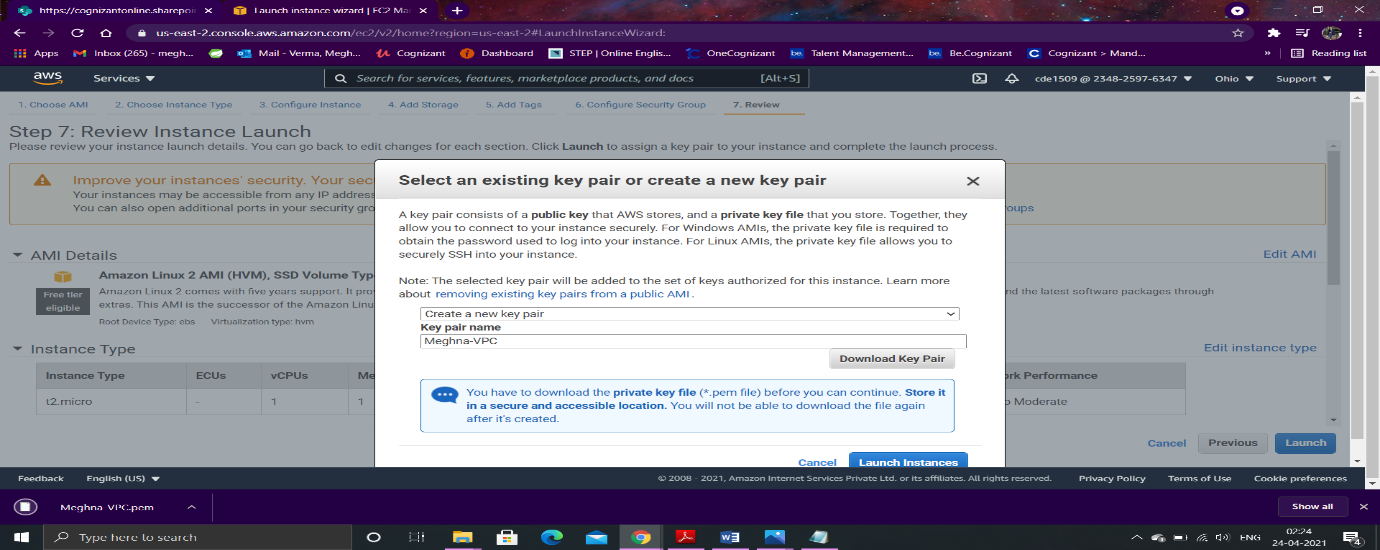 https://cognizantonline.sharepoi
Launch instance wizard | EC2 Ma
us-east-2.console.aws.amazon.com/ec2/v2/home?region=us-east-2#LaunchInstanceWizard:
Apps
Inbox (265) - megh...
Mail - Verma, Megh...
Cognizant
Dashboard
STEP | Online Englis...
OneCognizant
be. Talent Management...
be. Be.Cognizant
Cognizant > Mand...
»
Reading list
aws
Services
Search for services, features, marketplace products, and docs
[Alt+S]
cde1509 @ 2348-2597-6347
Ohio
Support
1. Choose AMI
2. Choose Instance Type
3. Configure Instance
4. Add Storage
5. Add Tags
6. Configure Security Group
7. Review
Step 7: Review Instance Launch
Please review your instance launch details. You can go back to edit changes for each section. Click Launch to assign a key pair to your instance and complete the launch process.
Improve your instances' security. Your sec
Your instances may be accessible from any IP address
You can also open additional ports in your security gro
oups
AMI Details
Edit AMI
Amazon Linux 2 AMI (HVM), SSD Volume Typ
Free tier
eligible
Amazon Linux 2 comes with five years support. It pro
nd the latest software packages through
extras. This AMI is the successor of the Amazon Linu
Root Device Type: ebs Virtualization type: hvm
Instance Type
Edit instance type
Instance Type
ECUs
vCPUs
Me
rk Performance
t2.micro
-
1
1
o Moderate
Select an existing key pair or create a new key pair
A key pair consists of a public key that AWS stores, and a private key file that you store. Together, they
allow you to connect to your instance securely. For Windows AMIs, the private key file is required to
obtain the password used to log into your instance. For Linux AMIs, the private key file allows you to
securely SSH into your instance.
Note: The selected key pair will be added to the set of keys authorized for this instance. Learn more
about removing existing key pairs from a public AMI.
Create a new key pair
Key pair name
Meghna-VPC
Download Key Pair
You have to download the private key file (*.pem file) before you can continue. Store it
in a secure and accessible location. You will not be able to download the file again
after it's created.
Cancel
Launch Instances
Cancel
Previous
Launch
Feedback
English (US)
© 2008 - 2021, Amazon Internet Services Private Ltd. or its affiliates. All rights reserved.
Privacy Policy
Terms of Use
Cookie preferences
Meghna-VPC.pem
Show all
Type here to search
ENG
02:24
24-04-2021
4